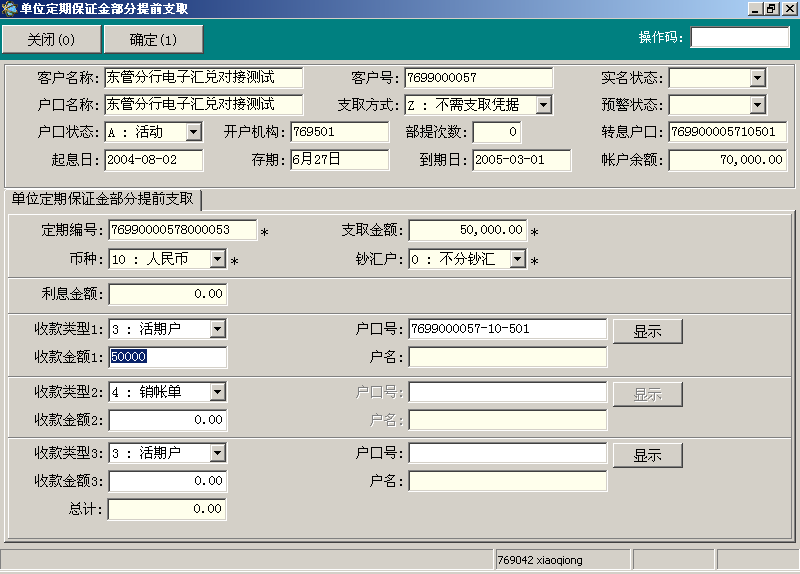 单位定期保证金部分提前支取
关闭(0) 确定(1) 操作码:
客户名称: 东管分行电子汇兑对接测试 客户号: 7699000057 实名状态:
户口名称: 东管分行电子汇兑对接测试 支取方式: Z : 不需支取凭据 预警状态:
户口状态: A : 活动 开户机构: 769501 部提次数: 0 转息户口: 769900005710501
起息日: 2004-08-02 存期: 6月27日 到期日: 2005-03-01 帐户余额: 70,000.00
单位定期保证金部分提前支取
定期编号: 76990000578000053 * 支取金额: 50,000.00 *
币种: 10 : 人民币 * 钞汇户: 0 : 不分钞汇 *
利息金额: 0.00
收款类型1: 3 : 活期户 户口号: 7699000057-10-501 显示
收款金额1: 50000 户名:
收款类型2: 4 : 销帐单 户口号: 显示
收款金额2: 0.00 户名:
收款类型3: 3 : 活期户 户口号: 显示
收款金额3: 0.00 户名:
总计: 0.00
769042 xiaoqiong